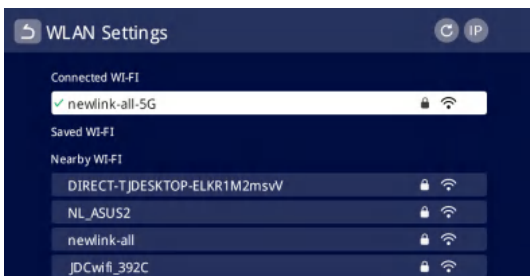 WLAN Settings
IP
Connected WI-FI
newlink-all-5G
Saved WI-FI
Nearby WI-FI
DIRECT-TJDESKTOP-ELKR1M2msvV
NL_ASUS2
newlink-all
JDCwifi_392C